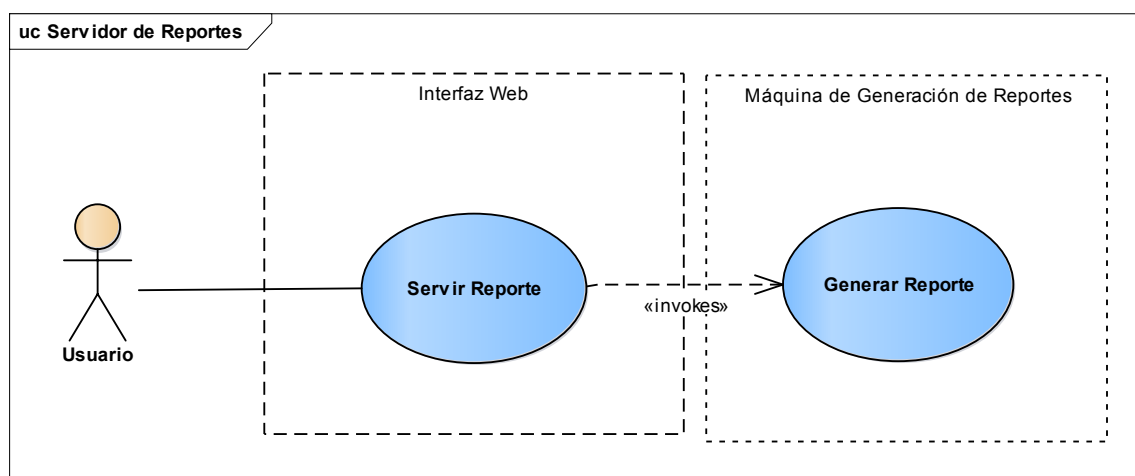 uc Servidor de Reportes
Interfaz Web
Máquina de Generación de Reportes
Servir Reporte
Generar Reporte
«invokes»
Usuario